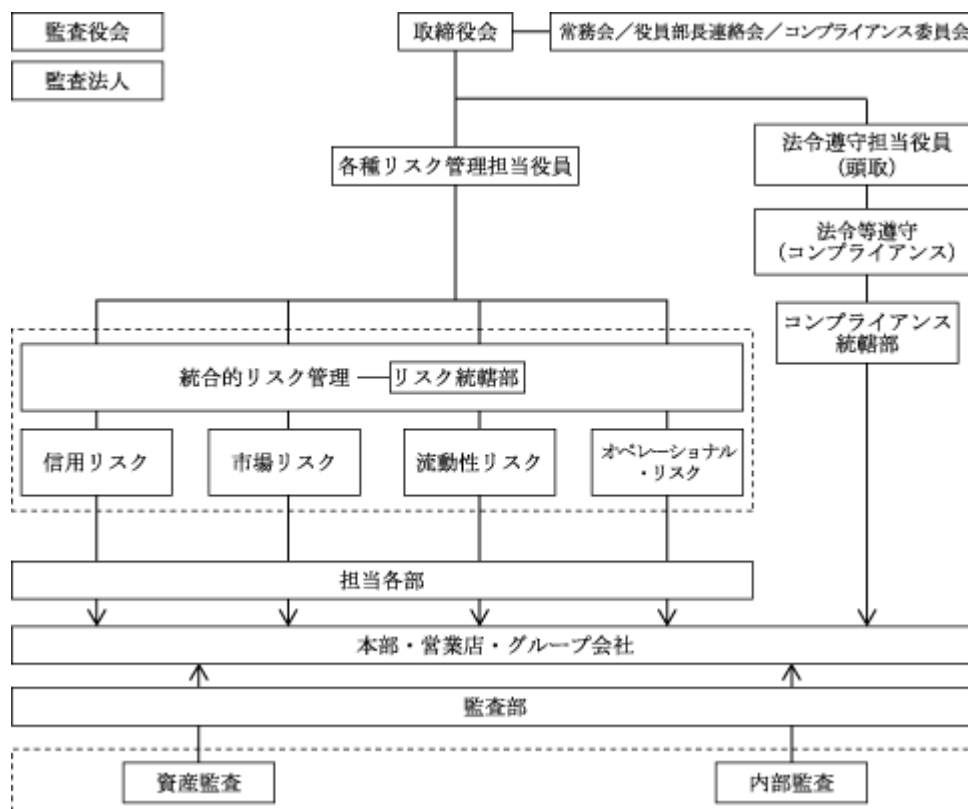 監査役会
取締役会
常務会／役員部長連絡会／コンプライアンス委員会
監査法人
各種リスク管理担当役員
法令遵守担当役員
(頭取)
法令等遵守
(コンプライアンス)
コンプライアンス
統轄部
統合的リスク管理
リスク統轄部
信用リスク
市場リスク
流動性リスク
オペレーショナル
・リスク
担当各部
本部・営業店・グループ会社
監査部
資産監査
内部監査